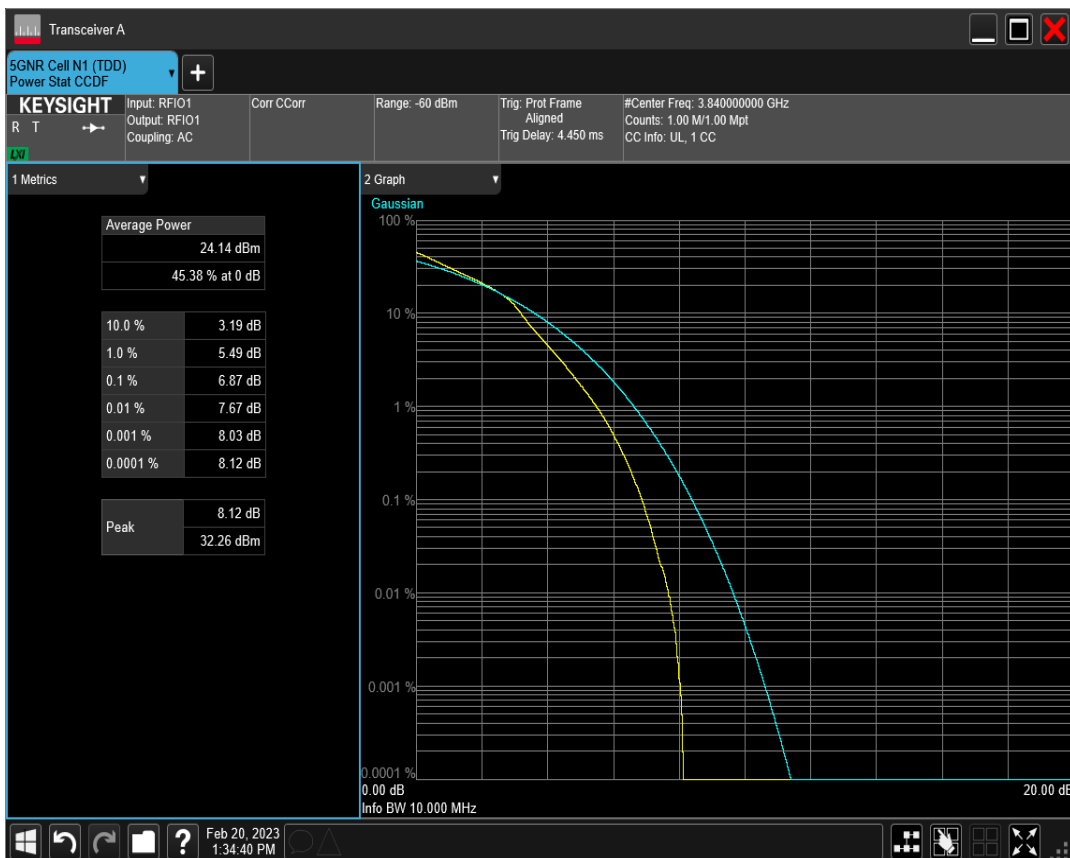 Transceiver A
5GNR Cell N1 (TDD)
Power Stat CCDF
KEYSIGHT
R T
LXI
Input: RFIO1
Output: RFIO1
Coupling: AC
Corr CCorr
Range: -60 dBm
Trig: Prot Frame
Aligned
Trig Delay: 4.450 ms
#Center Freq: 3.840000000 GHz
Counts: 1.00 M/1.00 Mpt
CC Info: UL, 1 CC
1 Metrics
Average Power
24.14 dBm
45.38 % at 0 dB
10.0 % 3.19 dB
1.0 % 5.49 dB
0.1 % 6.87 dB
0.01 % 7.67 dB
0.001 % 8.03 dB
0.0001 % 8.12 dB
Peak
8.12 dB
32.26 dBm
2 Graph
Gaussian
100 %
10 %
1 %
0.1 %
0.01 %
0.001 %
0.0001 %
0.00 dB 20.00 dB
Info BW 10.000 MHz
?
Feb 20, 2023
1:34:40 PM